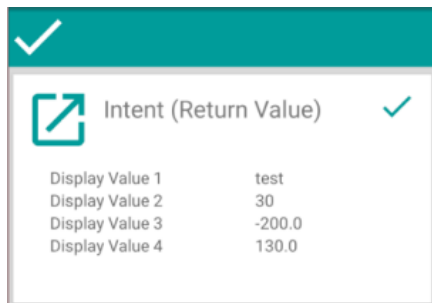 Intent (Return Value)
Display Value 1 test
Display Value 2 30
Display Value 3 -200.0
Display Value 4 130.0